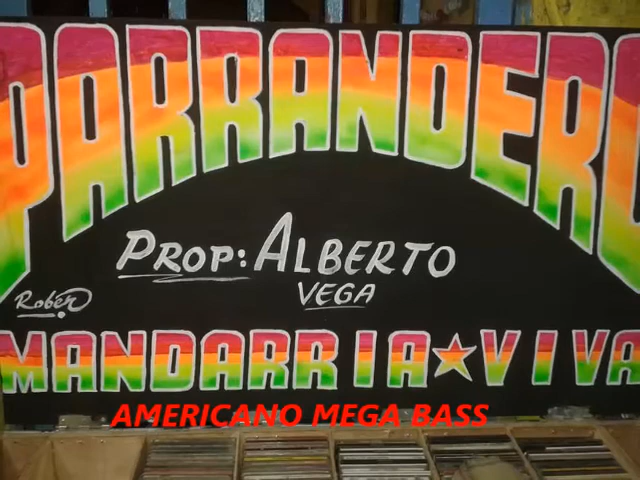 PARRANDERO
PROP: ALBERTO
VEGA
Rober
MANDARRIA★VIVA
AMERICANO MEGA BASS